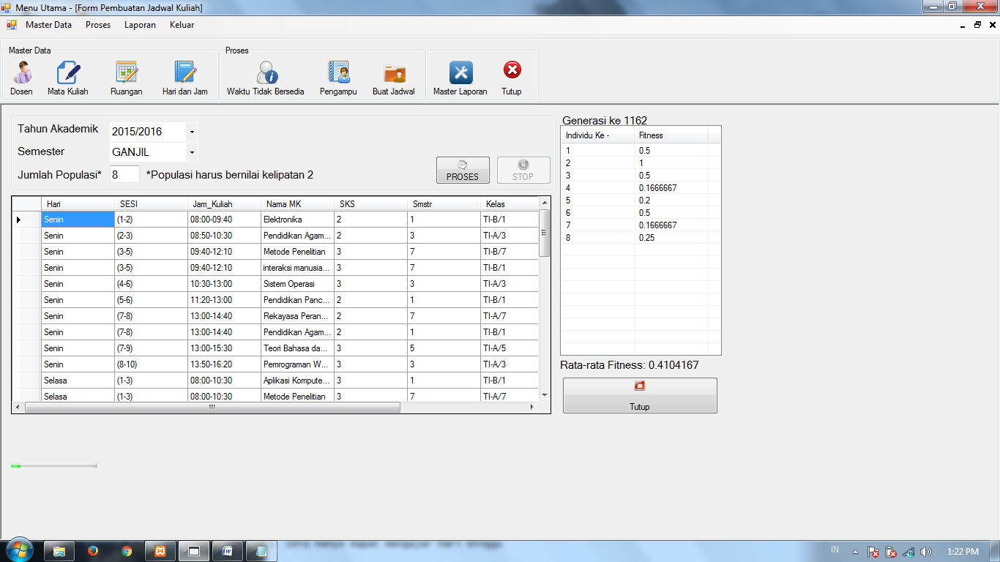 Menu Utama - [Form Pembuatan Jadwal Kuliah]
Master Data Proses Laporan Keluar
Master Data Proses
Dosen Mata Kuliah Ruangan Hari dan Jam Waktu Tidak Bersedia Pengampu Buat Jadwal Master Laporan Tutup
Tahun Akademik 2015/2016
Semester GANJIL
Jumlah Populasi* 8 *Populasi harus bernilai kelipatan 2
PROSES STOP
Hari SESI Jam_Kuliah Nama MK SKS Smstr Kelas
Senin (1-2) 08:00-09:40 Elektronika 2 1 TI-B/1
Senin (2-3) 08:50-10:30 Pendidikan Agam... 2 3 TI-A/3
Senin (3-5) 09:40-12:10 Metode Penelitian 3 7 TI-B/7
Senin (3-5) 09:40-12:10 interaksi manusia... 3 7 TI-B/1
Senin (4-6) 10:30-13:00 Sistem Operasi 3 3 TI-A/3
Senin (5-6) 11:20-13:00 Pendidikan Panc... 2 1 TI-B/1
Senin (7-8) 13:00-14:40 Rekayasa Peran... 2 7 TI-A/7
Senin (7-8) 13:00-14:40 Pendidikan Agam... 2 1 TI-B/1
Senin (7-9) 13:00-15:30 Teori Bahasa da... 3 5 TI-A/5
Senin (8-10) 13:50-16:20 Pemrograman W... 3 3 TI-A/3
Selasa (1-3) 08:00-10:30 Aplikasi Kompute... 3 1 TI-B/1
Selasa (1-3) 08:00-10:30 Metode Penelitian 3 7 TI-A/7
Generasi ke 1162
Individu Ke - Fitness
1 0.5
2 1
3 0.5
4 0.1666667
5 0.2
6 0.5
7 0.1666667
8 0.25
Rata-rata Fitness: 0.4104167
Tutup
IN 1:22 PM